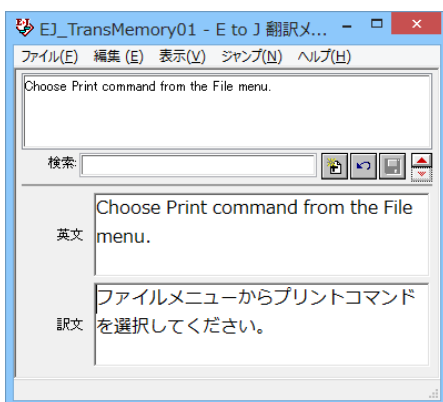 EJ_TransMemory01 - E to J 翻訳メ...
ファイル(F) 編集(E) 表示(V) ジャンプ(N) ヘルプ(H)
Choose Print command from the File menu.
検索:
英文
Choose Print command from the File
menu.
訳文
ファイルメニューからプリントコマンド
を選択してください。